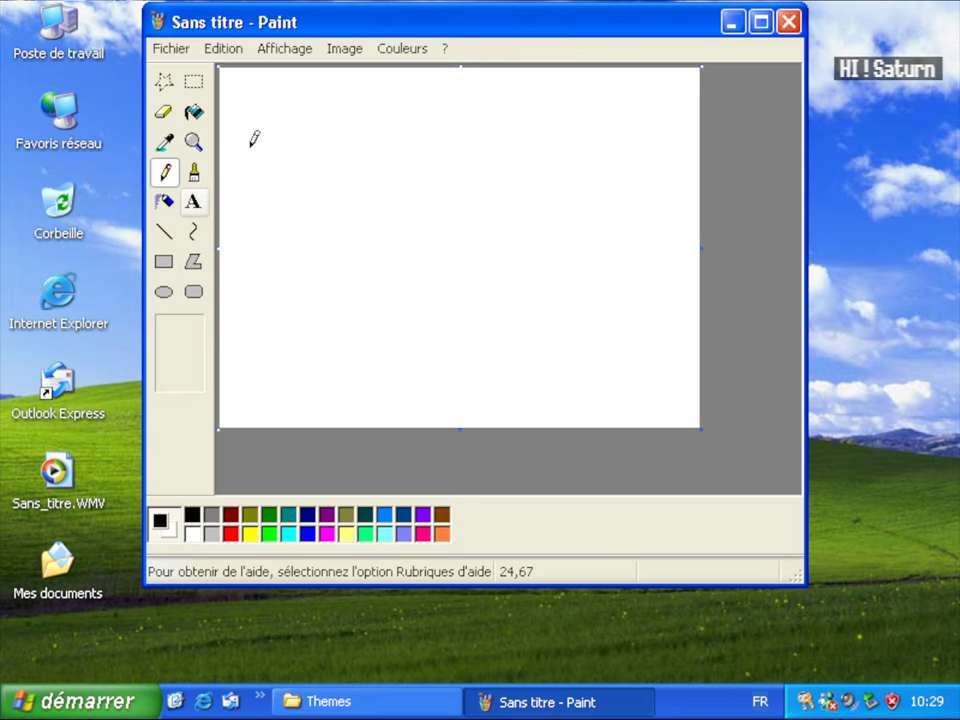 Poste de travail
Favoris réseau
Corbeille
Internet Explorer
Outlook Express
Sans_titre.WMV
Mes documents
Sans titre - Paint
Fichier Edition Affichage Image Couleurs ?
A
Pour obtenir de l'aide, sélectionnez l'option Rubriques d'aide 24,67
HI!Saturn
démarrer
Themes
Sans titre - Paint
FR
10:29